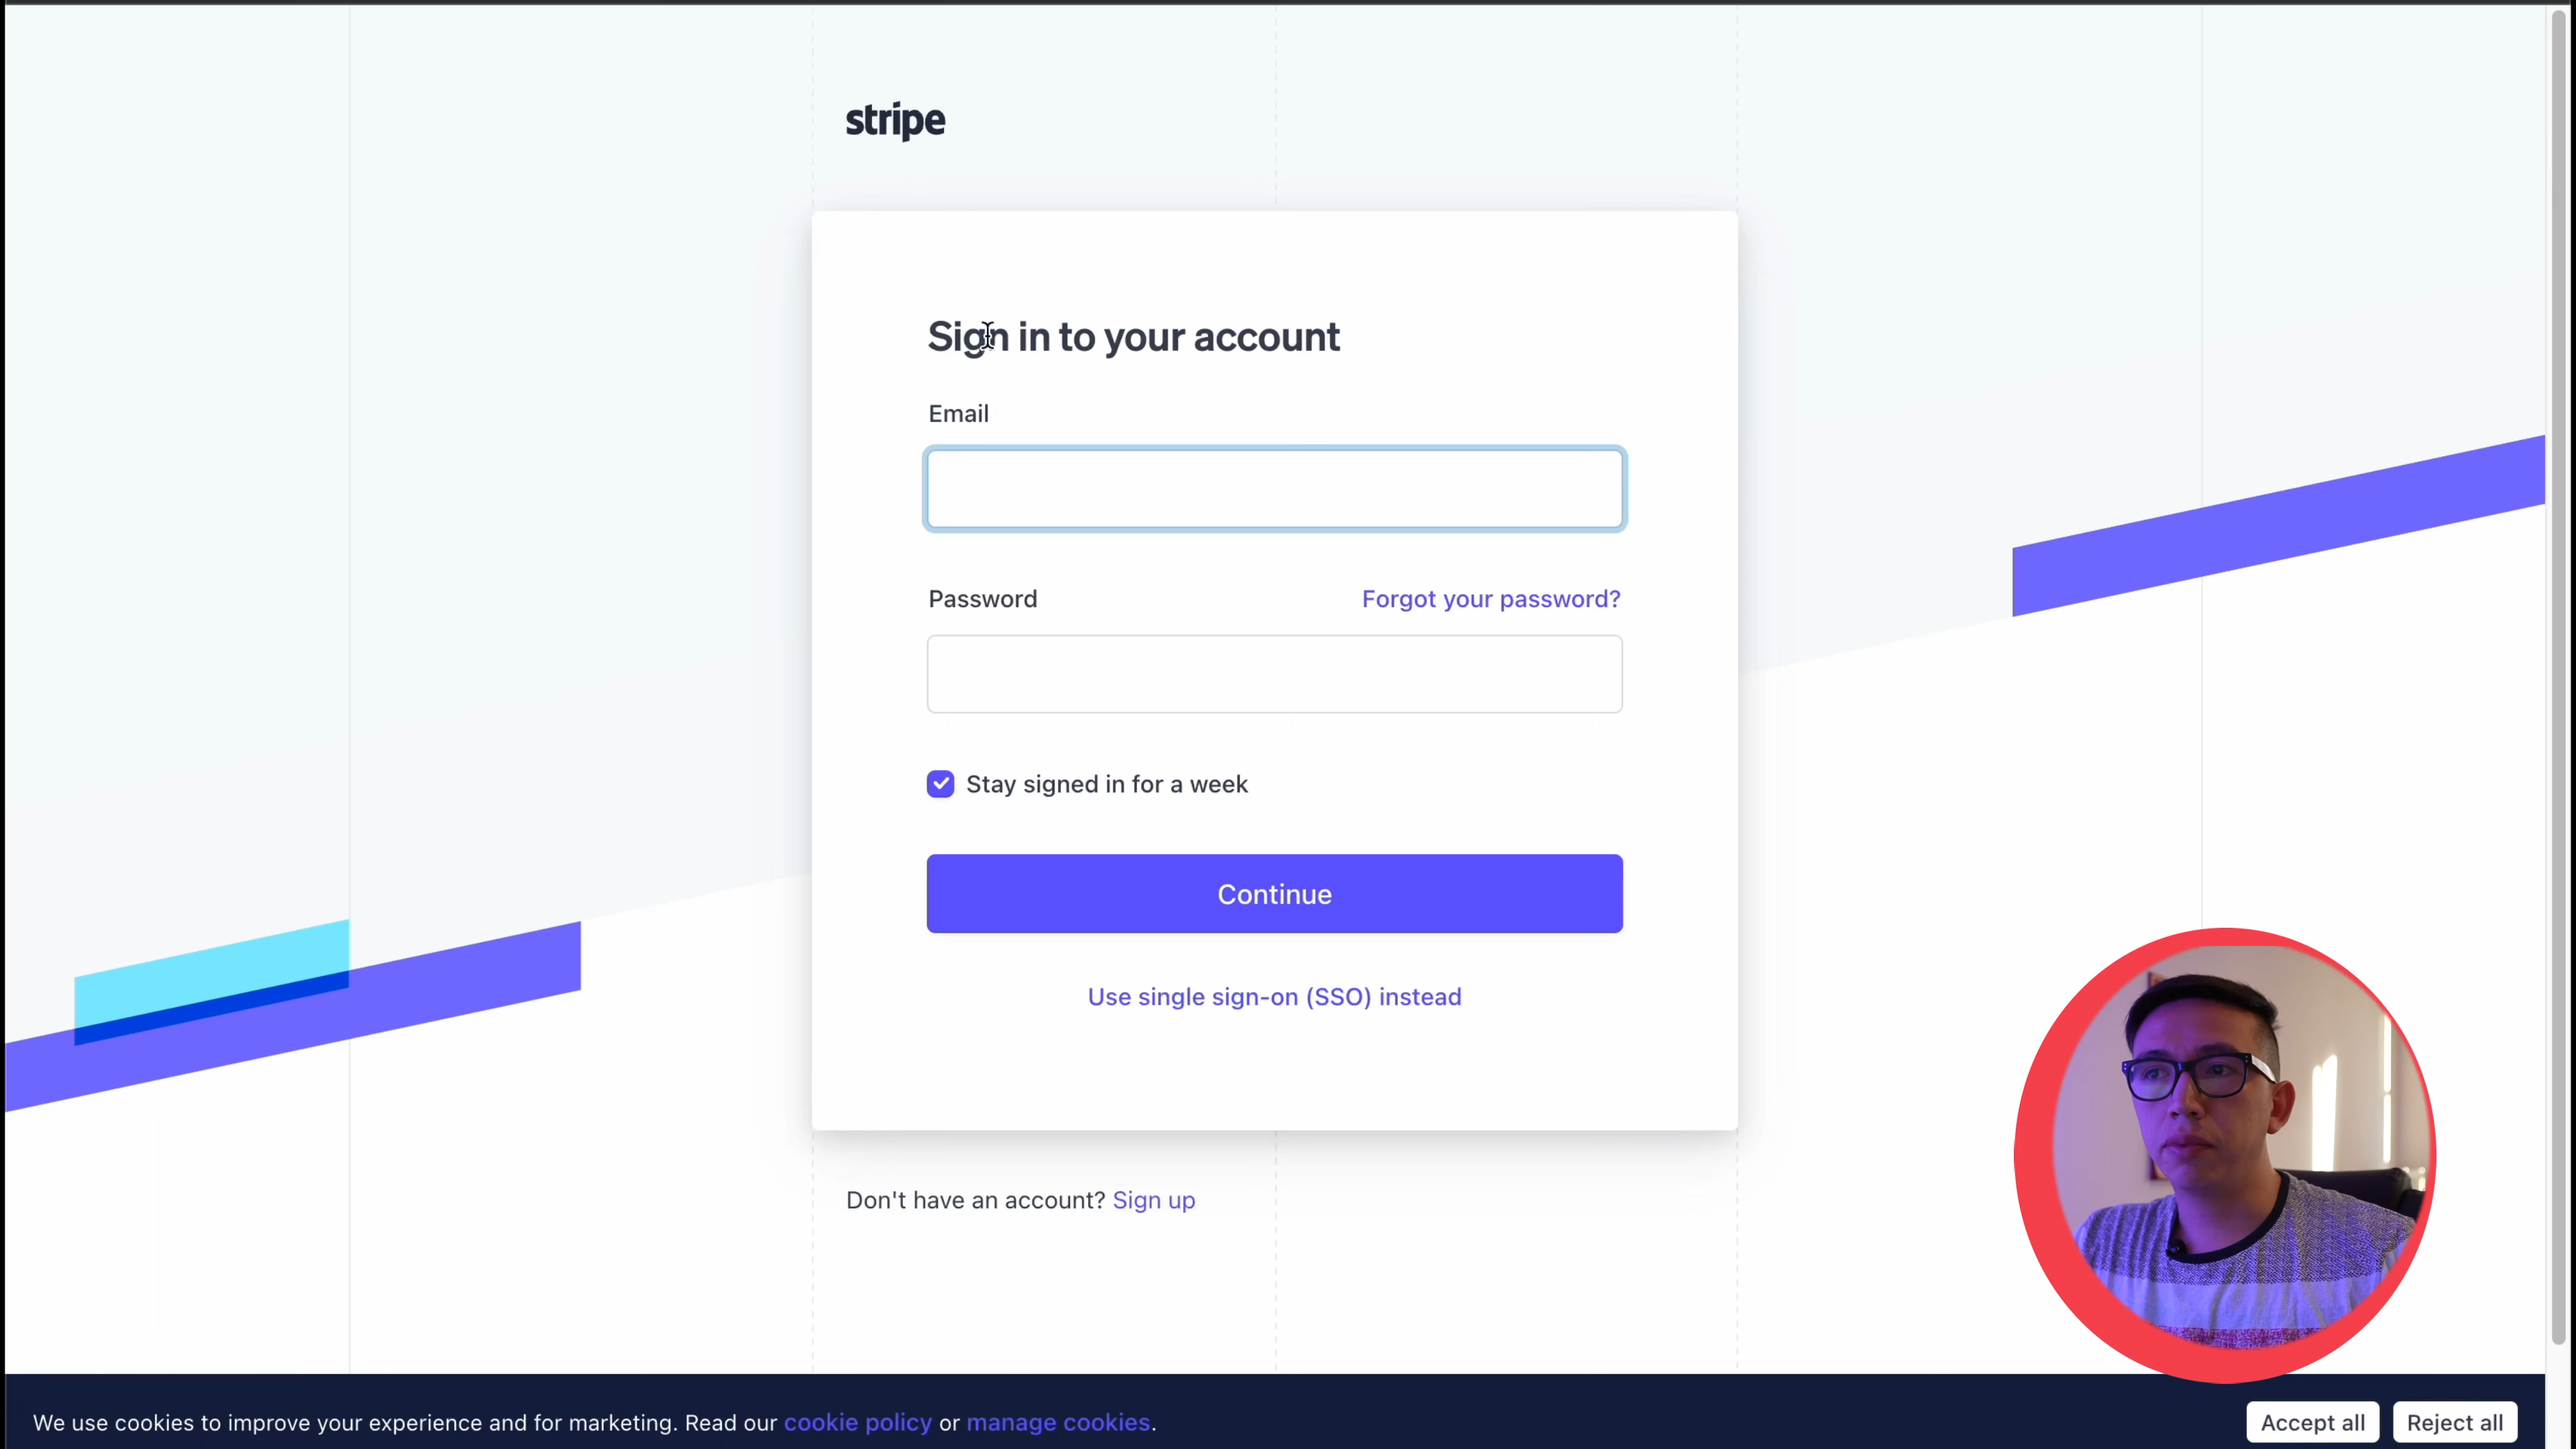 stripe
Sign in to your account
Email
Password
Forgot your password?
Stay signed in for a week
Continue
Use single sign-on (SSO) instead
Don't have an account? Sign up
We use cookies to improve your experience and for marketing. Read our cookie policy or manage cookies.
Accept all
Reject all